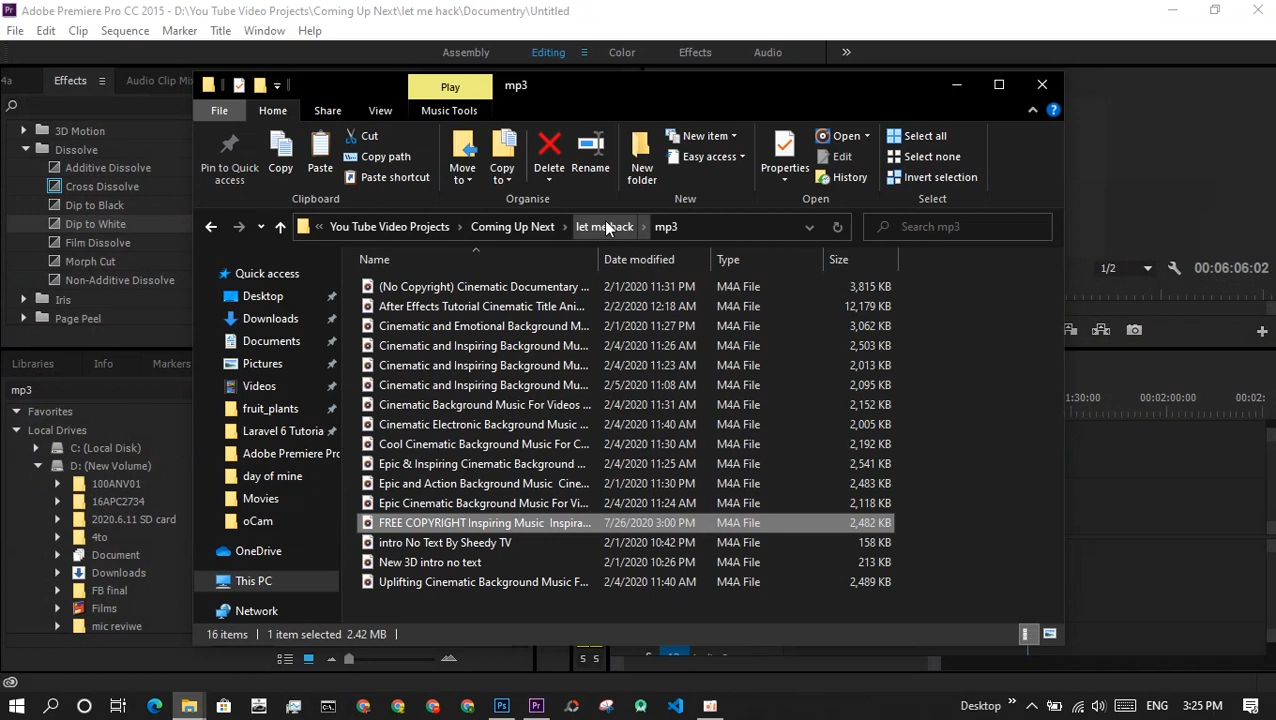 Adobe Premiere Pro CC 2015 - D:\You Tube Video Projects\Coming Up Next\let me hack\Documentry\Untitled
File Edit Clip Sequence Marker Title Window Help
Assembly Editing Color Effects Audio
4a Effects Audio Clip Mix
3D Motion
Dissolve
Additive Dissolve
Cross Dissolve
Dip to Black
Dip to White
Film Dissolve
Morph Cut
Non-Additive Dissolve
Iris
Page Peel
Libraries Info Markers
mp3
Favorites
Local Drives
C: (Local Disk)
D: (New Volume)
100ANV01
16APC2734
2020.6.11 SD card
4to
Document
Downloads
FB final
Films
mic reviwe
Play mp3
File Home Share View Music Tools
Pin to Quick access
Copy
Paste
Cut
Copy path
Paste shortcut
Clipboard
Move to
Copy to
Delete
Rename
Organise
New folder
New item
Easy access
New
Properties
Open
Edit
History
Open
Select all
Select none
Invert selection
Select
You Tube Video Projects Coming Up Next let me hack mp3
Search mp3
Quick access
Desktop
Downloads
Documents
Pictures
Videos
fruit_plants
Laravel 6 Tutoria
Adobe Premiere Pro
day of mine
Movies
oCam
OneDrive
This PC
Network
Name Date modified Type Size
(No Copyright) Cinematic Documentary ... 2/1/2020 11:31 PM M4A File 3,815 KB
After Effects Tutorial Cinematic Title Ani... 2/2/2020 12:18 AM M4A File 12,179 KB
Cinematic and Emotional Background M... 2/1/2020 11:27 PM M4A File 3,062 KB
Cinematic and Inspiring Background Mu... 2/4/2020 11:26 AM M4A File 2,503 KB
Cinematic and Inspiring Background Mu... 2/4/2020 11:23 AM M4A File 2,013 KB
Cinematic and Inspiring Background Mu... 2/5/2020 11:08 AM M4A File 2,095 KB
Cinematic Background Music For Videos ... 2/4/2020 11:31 AM M4A File 2,152 KB
Cinematic Electronic Background Music ... 2/4/2020 11:40 AM M4A File 2,005 KB
Cool Cinematic Background Music For C... 2/4/2020 11:30 AM M4A File 2,192 KB
Epic & Inspiring Cinematic Background ... 2/4/2020 11:25 AM M4A File 2,541 KB
Epic and Action Background Music Cine... 2/1/2020 11:30 PM M4A File 2,483 KB
Epic Cinematic Background Music For Vi... 2/4/2020 11:24 AM M4A File 2,118 KB
FREE COPYRIGHT Inspiring Music Inspira... 7/26/2020 3:00 PM M4A File 2,482 KB
intro No Text By Sheedy TV 2/1/2020 10:42 PM M4A File 158 KB
New 3D intro no text 2/1/2020 10:26 PM M4A File 213 KB
Uplifting Cinematic Background Music F... 2/4/2020 11:40 AM M4A File 2,489 KB
16 items 1 item selected 2.42 MB
1/2 00:06:06:02
1:30:00 00:02:00:00 00:02:
S S
Desktop ENG 3:25 PM